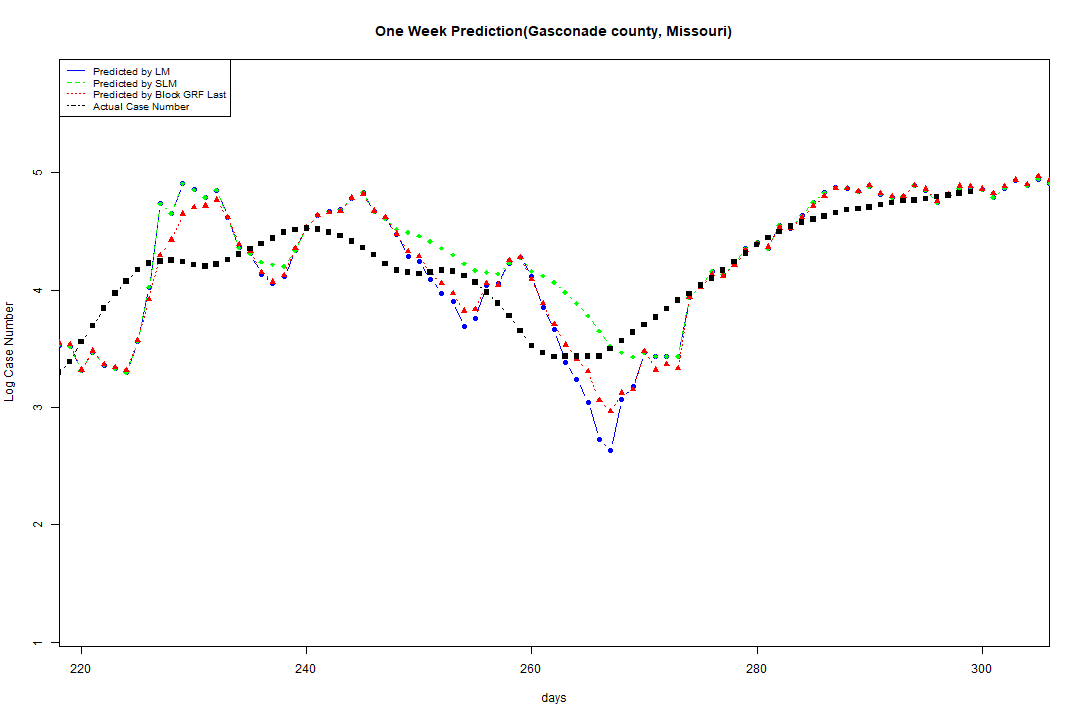 One Week Prediction(Gasconade county, Missouri)
Predicted by LM
Predicted by SLM
Predicted by Block GRF Last
Actual Case Number
5
4
3
2
1
Log Case Number
220 240 260 280 300
days